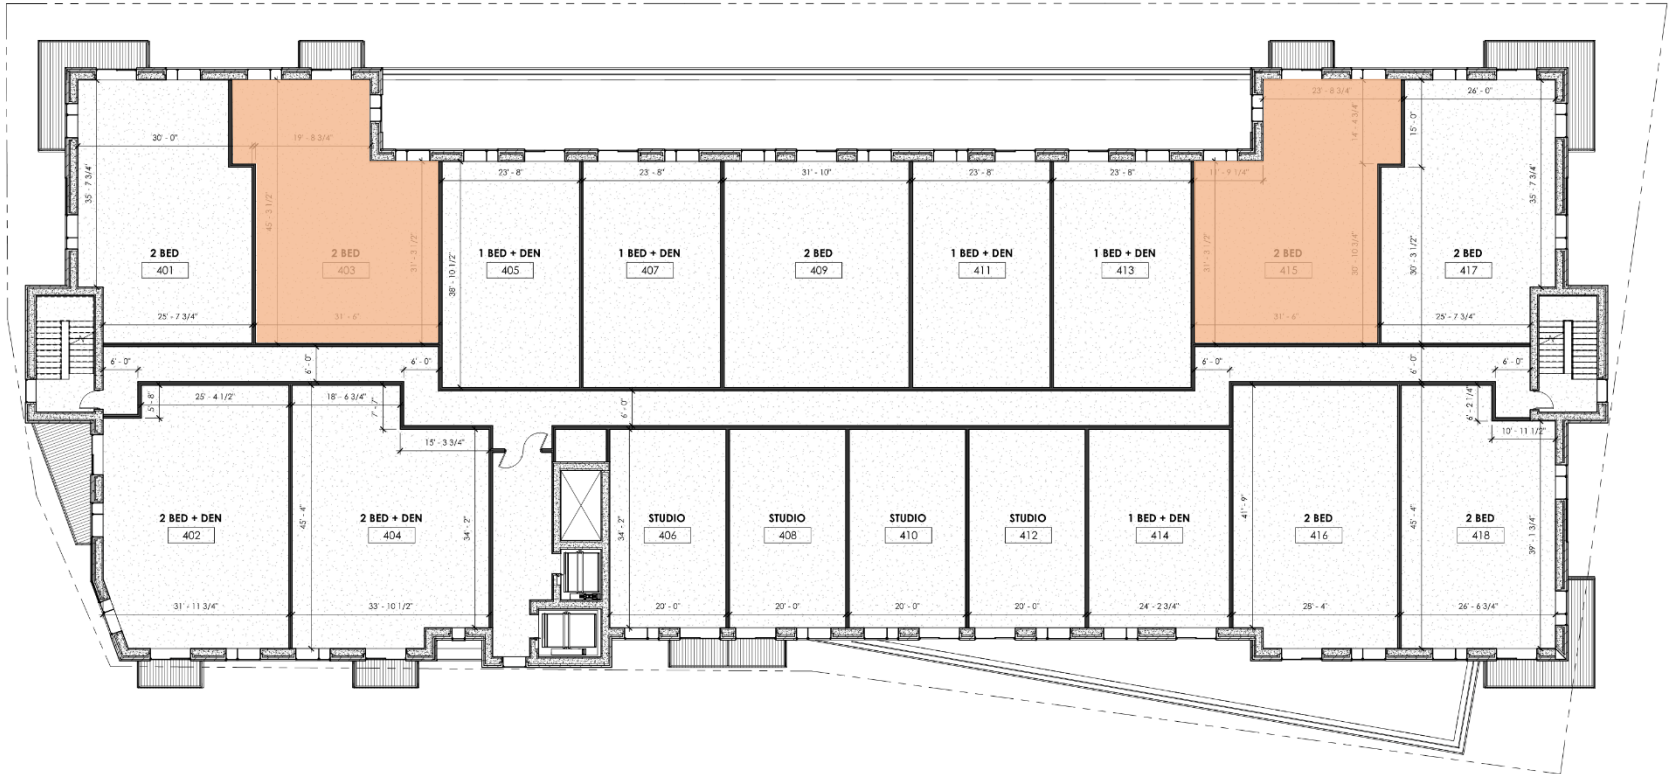 23' - 8 3/4"
26' - 0"
14' - 4 3/4"
15' - 0"
30' - 0"
19' - 8 3/4"
35' - 7 3/4"
23' - 8"
23' - 8"
31' - 10"
23' - 8"
23' - 8"
11' - 9 1/4"
35' - 7 3/4"
45' - 3 1/2"
31' - 3 1/2"
38' - 10 1/2"
31' - 3 1/2"
30' - 10 3/4"
30' - 3 1/2"
2 BED
401
2 BED
403
1 BED + DEN
405
1 BED + DEN
407
2 BED
409
1 BED + DEN
411
1 BED + DEN
413
2 BED
415
2 BED
417
25' - 7 3/4"
31' - 6"
31' - 6"
25' - 7 3/4"
6' - 0"
6' - 0"
6' - 0"
6' - 0"
6' - 0"
6' - 0"
5' - 8"
25' - 4 1/2"
18' - 6 3/4"
7' - 7"
6' - 0"
6' - 2 1/4"
15' - 3 3/4"
10' - 11 1/2"
45' - 4"
34' - 2"
34' - 2"
41' - 9"
45' - 4"
39' - 1 3/4"
2 BED + DEN
402
2 BED + DEN
404
STUDIO
406
STUDIO
408
STUDIO
410
STUDIO
412
1 BED + DEN
414
2 BED
416
2 BED
418
31' - 11 3/4"
33' - 10 1/2"
20' - 0"
20' - 0"
20' - 0"
20' - 0"
24' - 2 3/4"
28' - 4"
26' - 6 3/4"